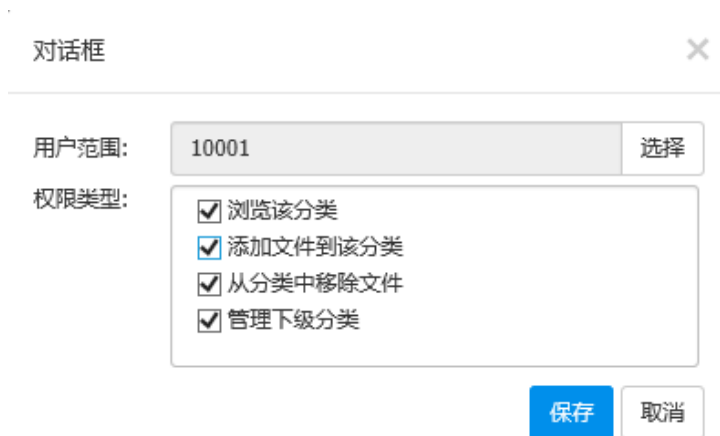 对话框
用户范围: 10001 选择
权限类型:
浏览该分类
添加文件到该分类
从分类中移除文件
管理下级分类
保存 取消